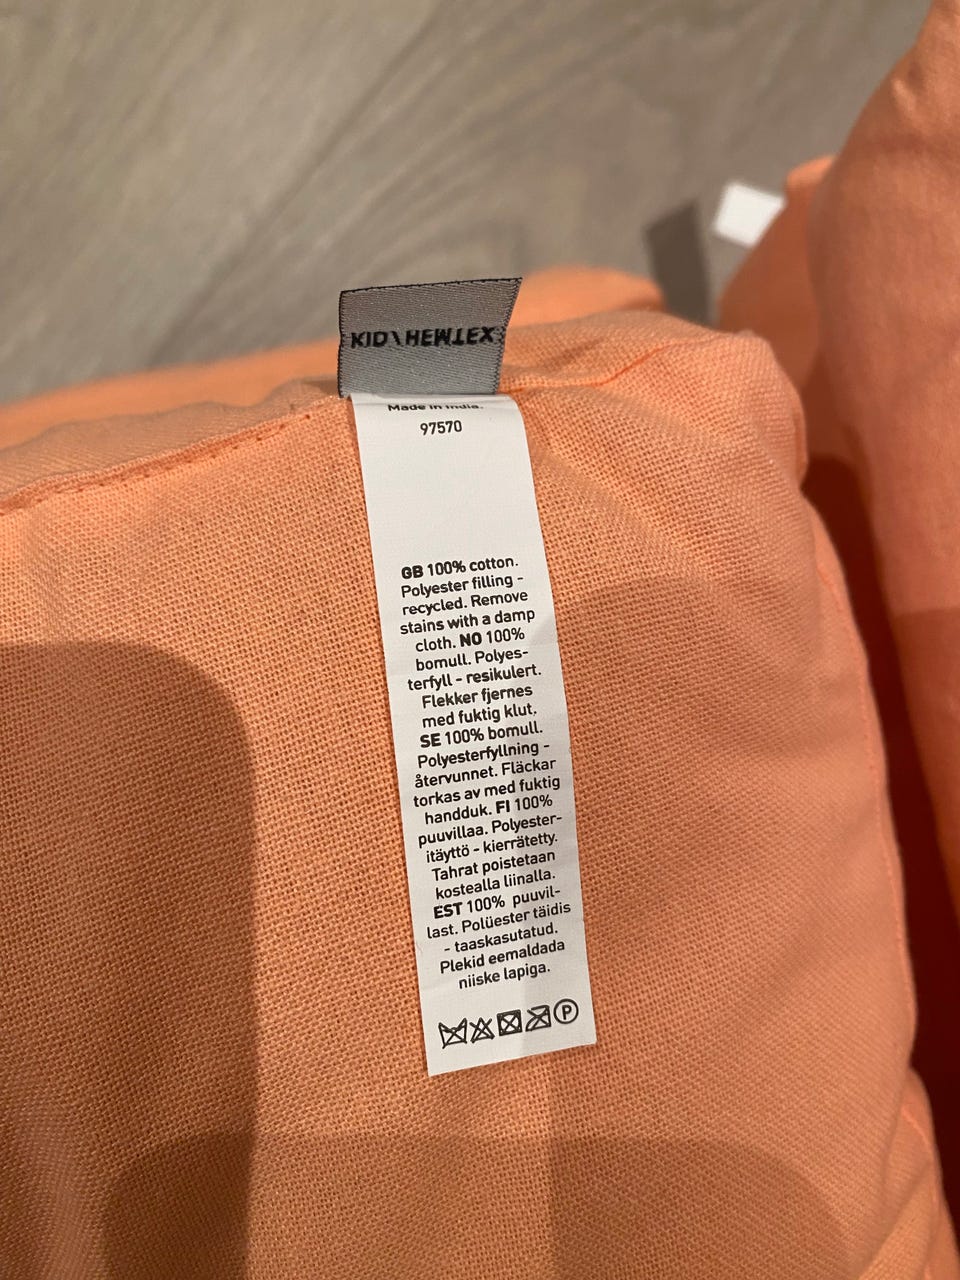 KID\HEMTEX
Made in India.
97570
GB 100% cotton.
Polyester filling -
recycled. Remove
stains with a damp
cloth. NO 100%
bomull. Polyes-
terfyll - resikulert.
Flekker fjernes
med fuktig klut,
SE 100% bomull.
Polyesterfyllning -
återvunnet. Fläckar
torkas av med fuktig
handduk. FI 100%
puuvillaa. Polyester-
itäyttö - kierrätetty.
Tahrat poistetaan
kostealla liinalla.
EST 100% puuvil-
last. Polüester täidis
- taaskasutatud.
Plekid eemaldada
niiske lapiga.
P